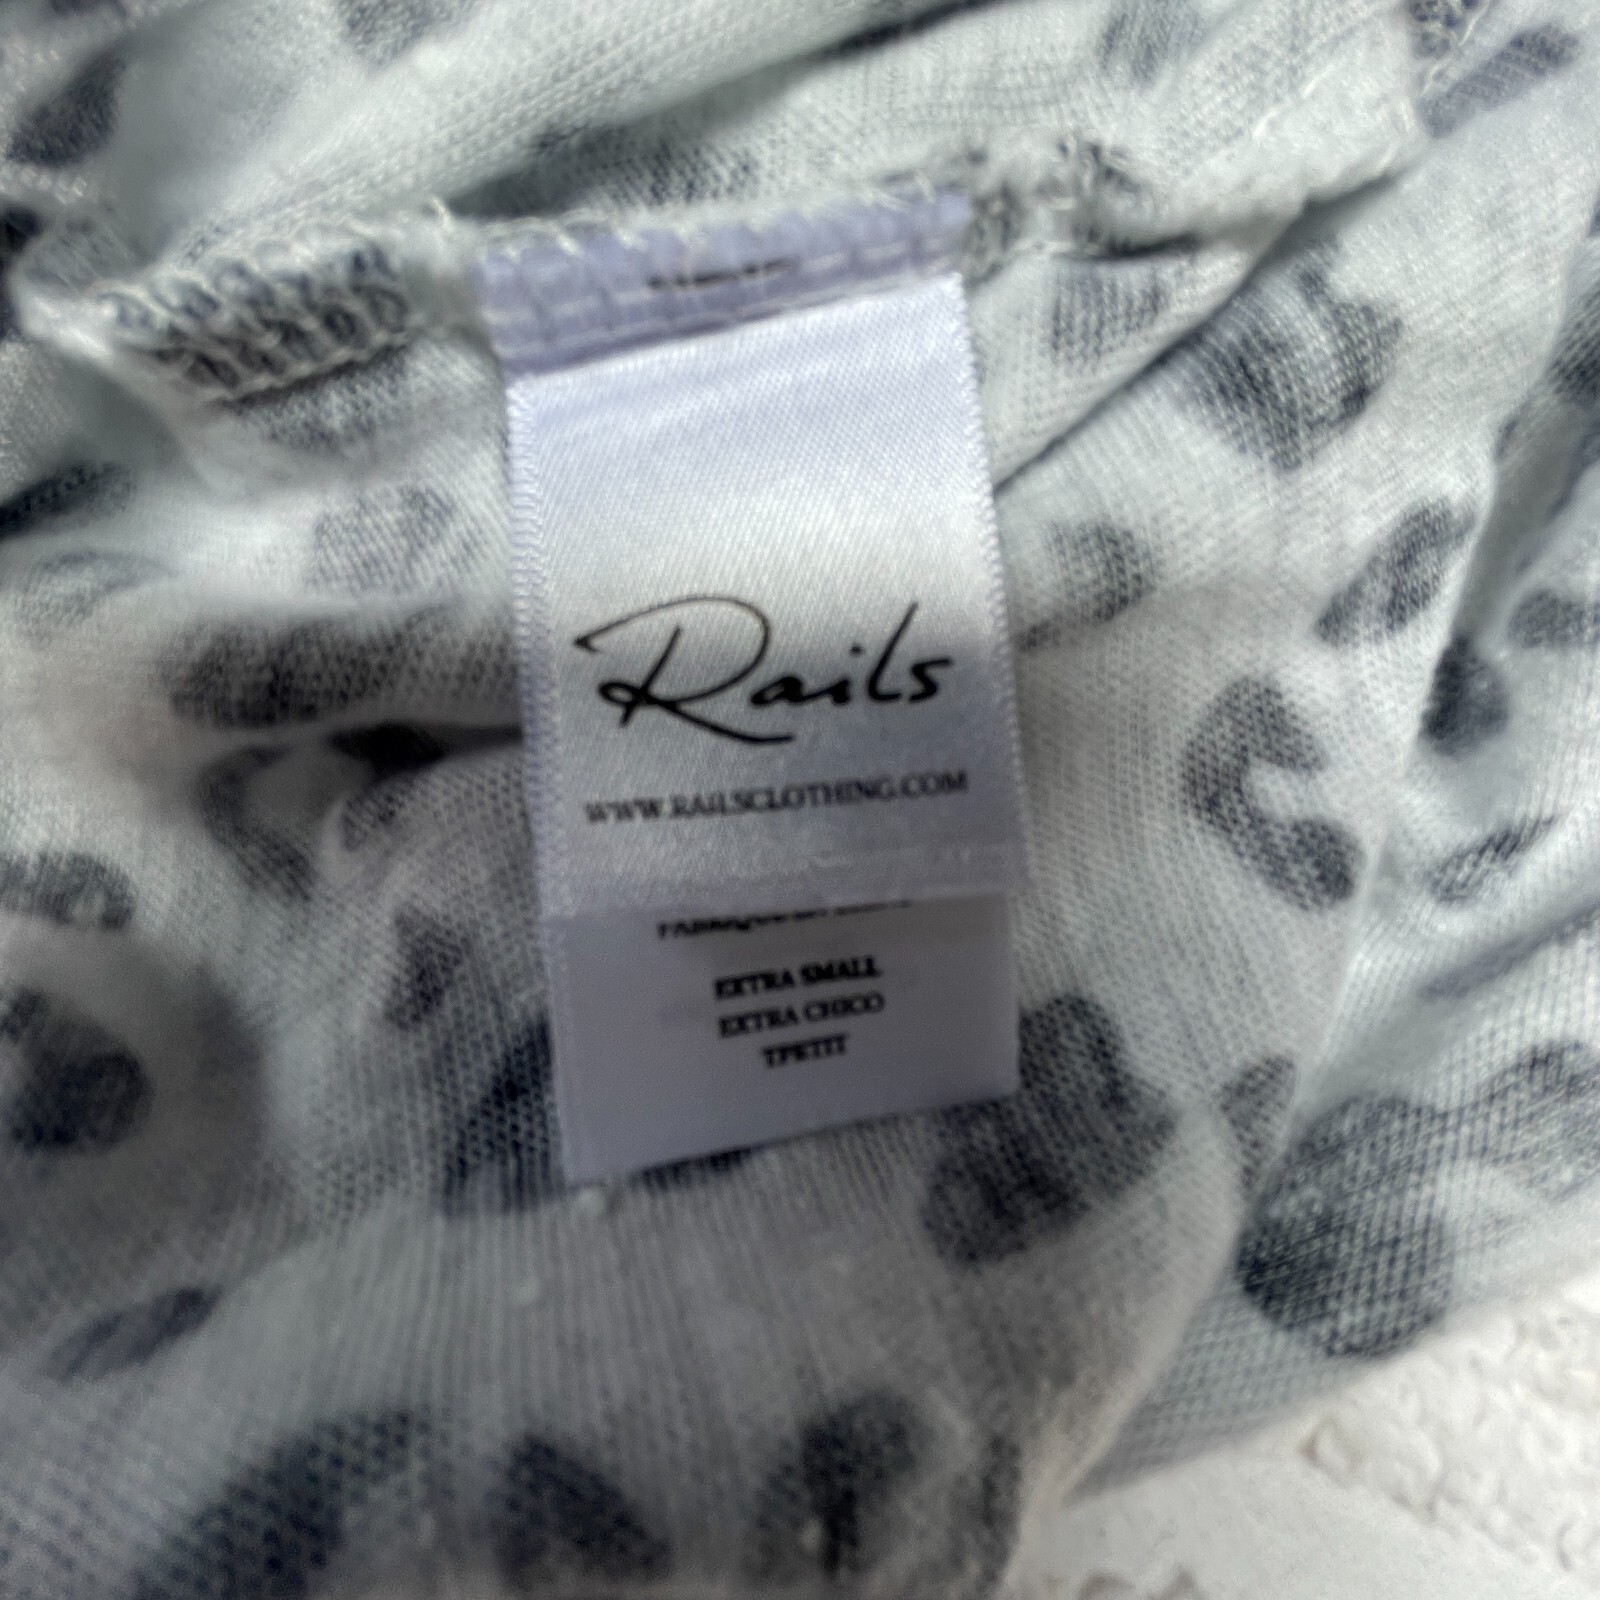 Rails
WWW.RAILSCLOTHING.COM
EXTRA SMALL
EXTRA CHICO
TPETIT